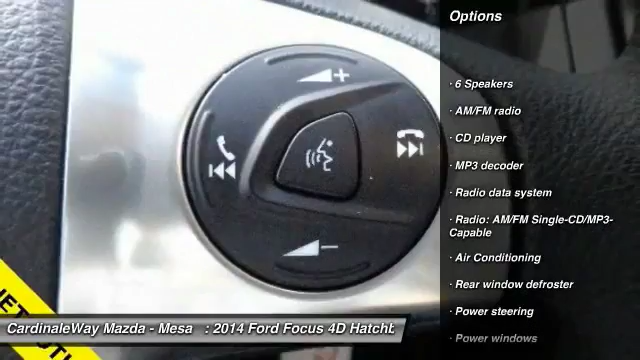 Options
· 6 Speakers
· AM/FM radio
· CD player
· MP3 decoder
· Radio data system
· Radio: AM/FM Single-CD/MP3-
Capable
· Air Conditioning
· Rear window defroster
· Power steering
· Power windows
CardinaleWay Mazda - Mesa : 2014 Ford Focus 4D Hatchb